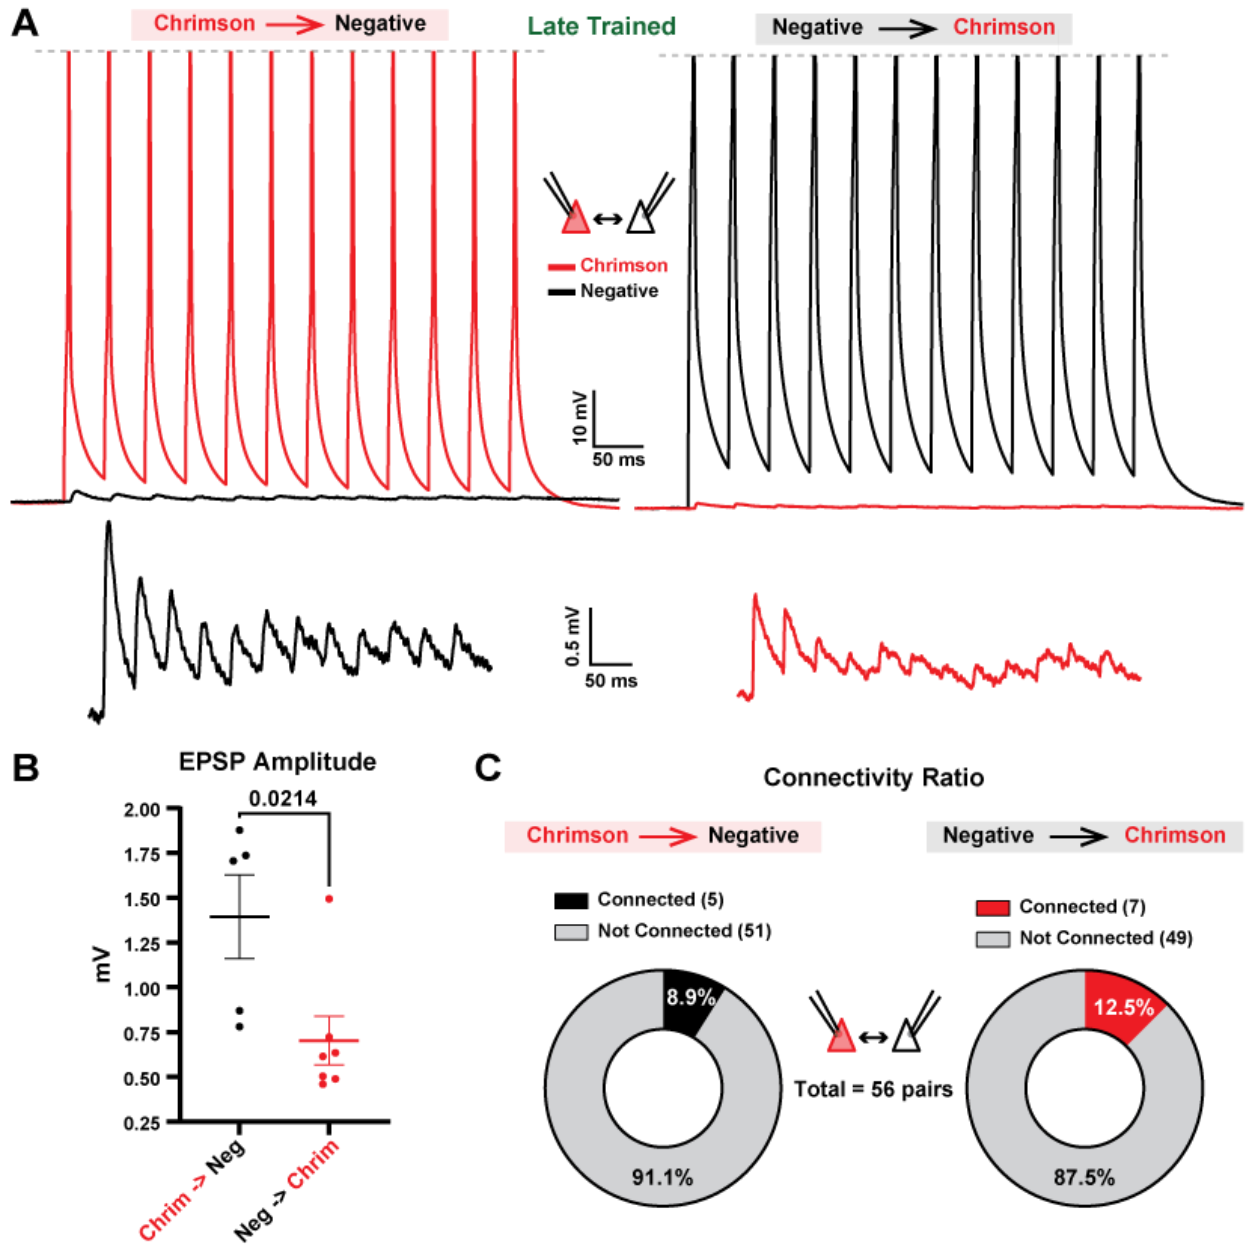 A
Chrimson → Negative
Late Trained
Negative → Chrimson
Chrimson
Negative
10 mV
50 ms
0.5 mV
50 ms
B
EPSP Amplitude
0.0214
2.00
1.75
1.50
1.25
1.00
0.75
0.50
0.25
mV
Chrim -> Neg
Neg -> Chrim
C
Connectivity Ratio
Chrimson → Negative
Negative → Chrimson
Connected (5)
Not Connected (51)
Connected (7)
Not Connected (49)
8.9%
91.1%
Total = 56 pairs
12.5%
87.5%